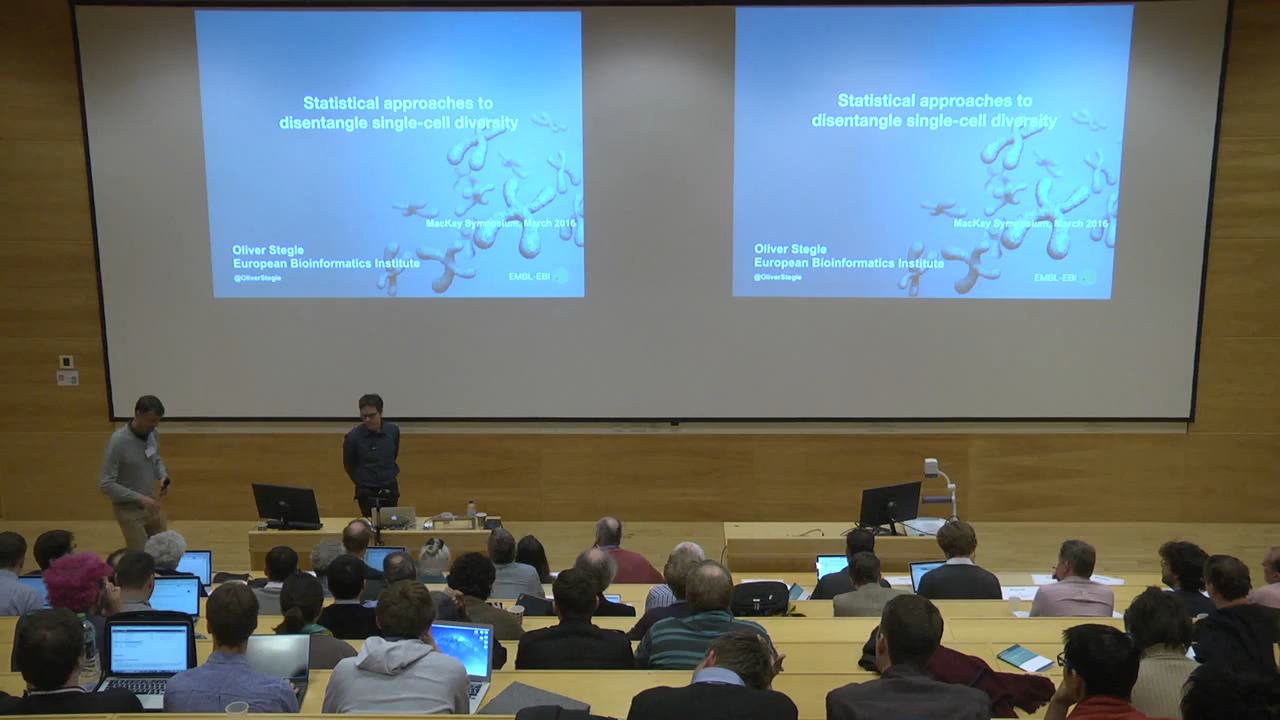 Statistical approaches to
disentangle single-cell diversity
MacKay Symposium, March 2016
Oliver Stegle
European Bioinformatics Institute
@OliverStegle
EMBL-EBI
Statistical approaches to
disentangle single-cell diversity
MacKay Symposium, March 2016
Oliver Stegle
European Bioinformatics Institute
@OliverStegle
EMBL-EBI